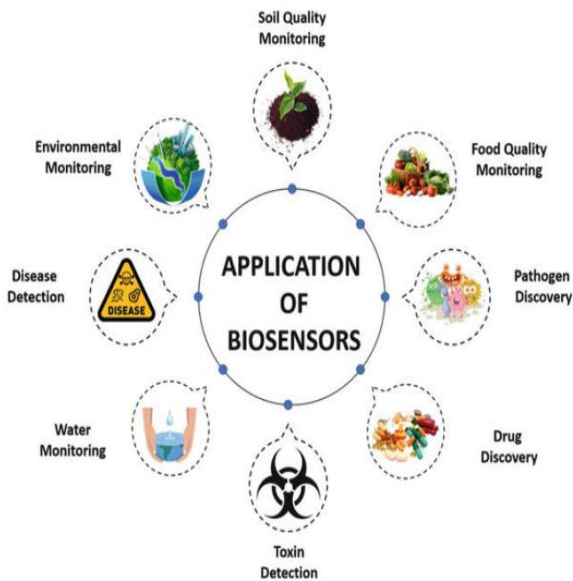 Soil Quality
Monitoring
Environmental
Monitoring
Food Quality
Monitoring
APPLICATION
OF
BIOSENSORS
Disease
Detection
DISEASE
Pathogen
Discovery
Water
Monitoring
Drug
Discovery
Toxin
Detection